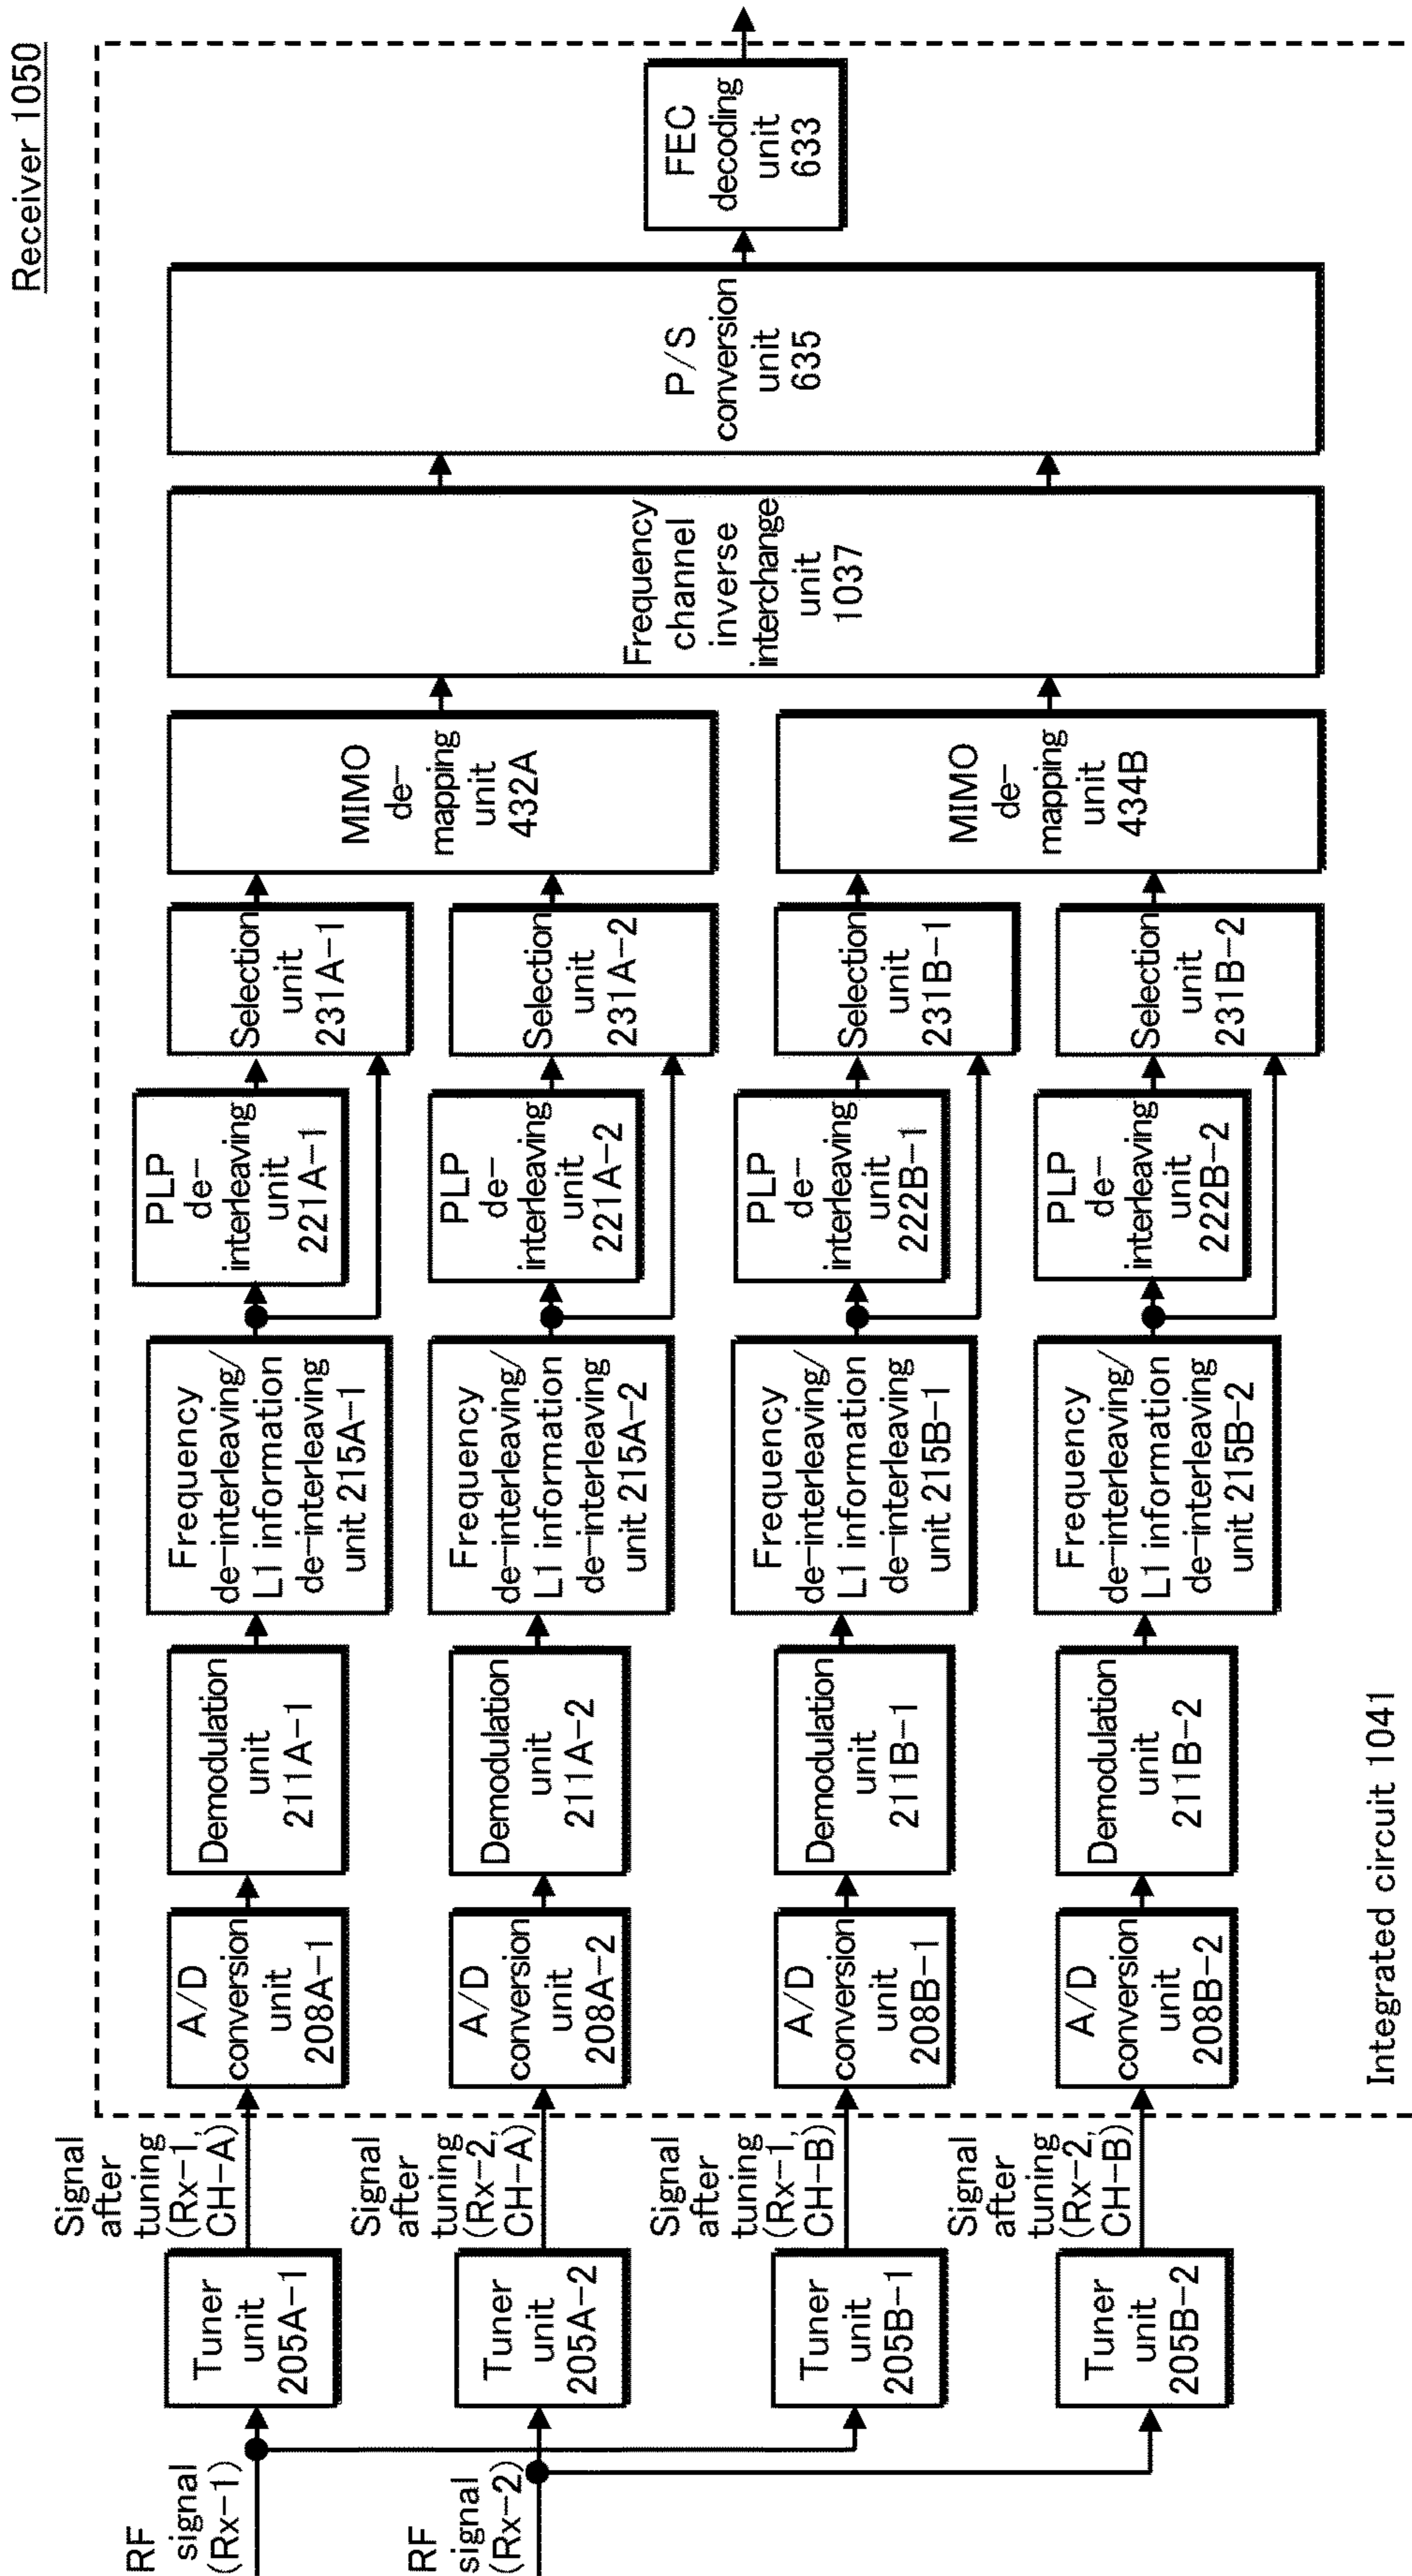 Receiver 1050
RF
signal
(Rx-1)
RF
signal
(Rx-2)
Tuner
unit
205A-1
Tuner
unit
205A-2
Tuner
unit
205B-1
Tuner
unit
205B-2
Signal
after
tuning
(Rx-1,
CH-A)
Signal
after
tuning
(Rx-2,
CH-A)
Signal
after
tuning
(Rx-1,
CH-B)
Signal
after
tuning
(Rx-2,
CH-B)
A/D
conversion
unit
208A-1
A/D
conversion
unit
208A-2
A/D
conversion
unit
208B-1
A/D
conversion
unit
208B-2
Demodulation
unit
211A-1
Demodulation
unit
211A-2
Demodulation
unit
211B-1
Demodulation
unit
211B-2
Frequency
de-interleaving/
L1 information
de-interleaving
unit 215A-1
Frequency
de-interleaving/
L1 information
de-interleaving
unit 215A-2
Frequency
de-interleaving/
L1 information
de-interleaving
unit 215B-1
Frequency
de-interleaving/
L1 information
de-interleaving
unit 215B-2
PLP
de-
interleaving
unit
221A-1
PLP
de-
interleaving
unit
221A-2
PLP
de-
interleaving
unit
222B-1
PLP
de-
interleaving
unit
222B-2
Selection
unit
231A-1
Selection
unit
231A-2
Selection
unit
231B-1
Selection
unit
231B-2
MIMO
de-
mapping
unit
432A
MIMO
de-
mapping
unit
434B
Frequency
channel
inverse
interchange
unit
1037
P/S
conversion
unit
635
FEC
decoding
unit
633
Integrated circuit 1041